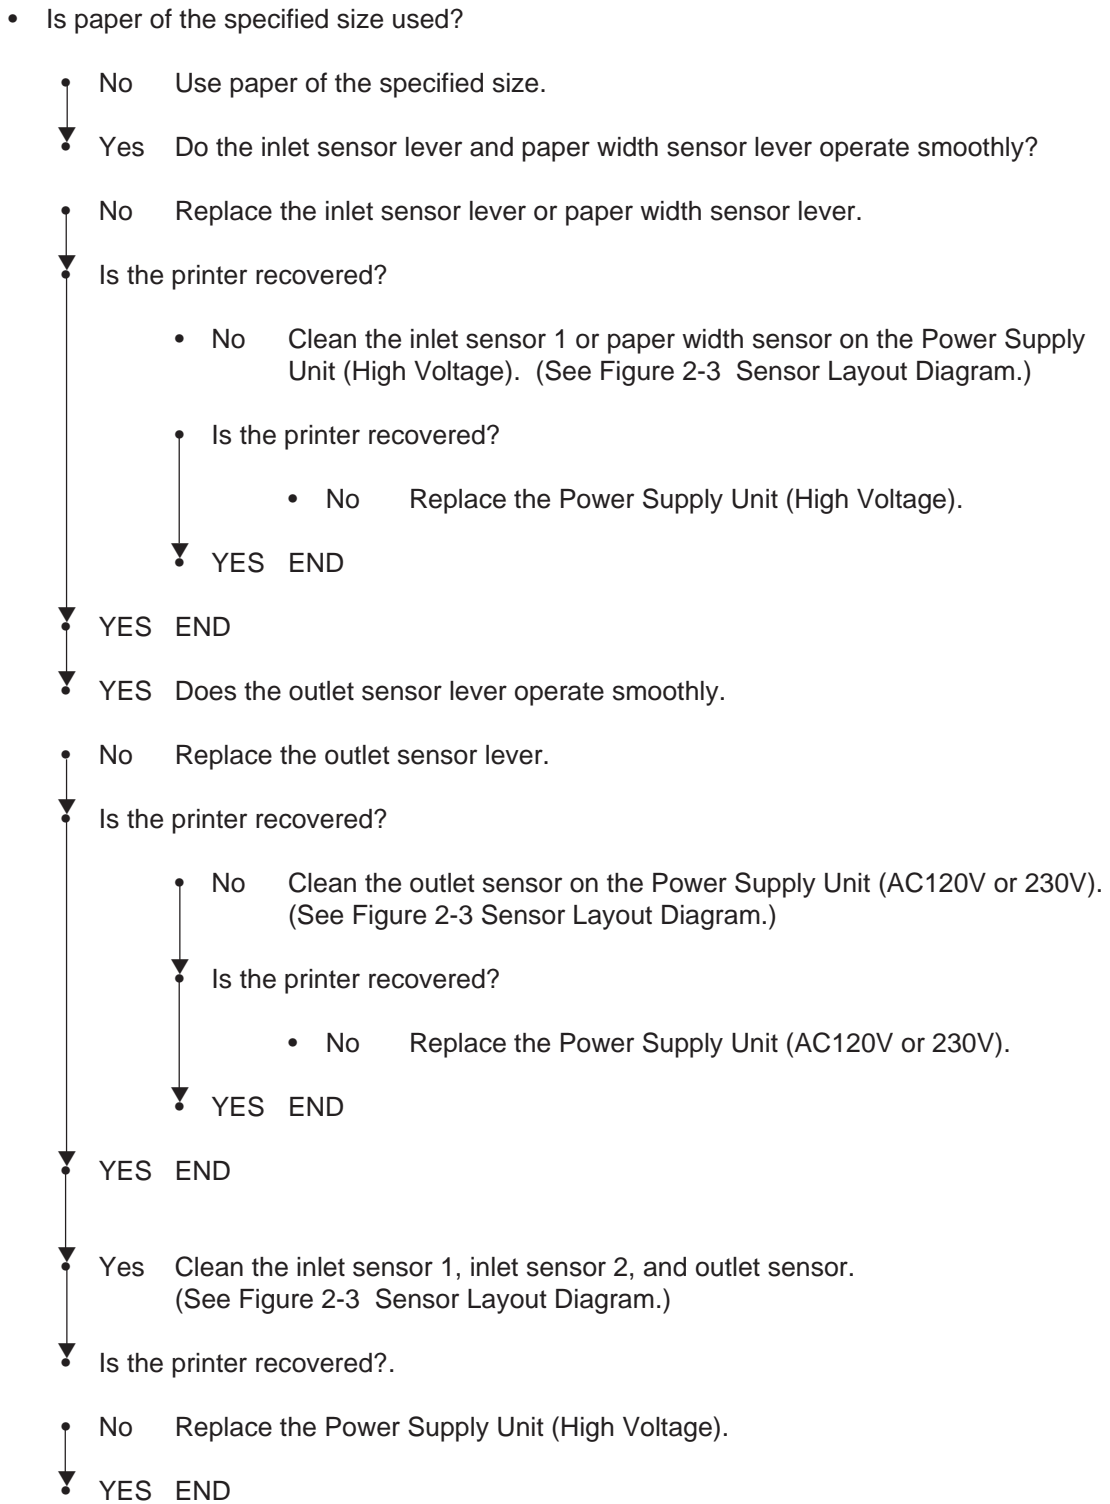 • Is paper of the specified size used?
• No Use paper of the specified size.
• Yes Do the inlet sensor lever and paper width sensor lever operate smoothly?
• No Replace the inlet sensor lever or paper width sensor lever.
• Is the printer recovered?
• No Clean the inlet sensor 1 or paper width sensor on the Power Supply
Unit (High Voltage). (See Figure 2-3 Sensor Layout Diagram.)
• Is the printer recovered?
• No Replace the Power Supply Unit (High Voltage).
• YES END
• YES END
• YES Does the outlet sensor lever operate smoothly.
• No Replace the outlet sensor lever.
• Is the printer recovered?
• No Clean the outlet sensor on the Power Supply Unit (AC120V or 230V).
(See Figure 2-3 Sensor Layout Diagram.)
• Is the printer recovered?
• No Replace the Power Supply Unit (AC120V or 230V).
• YES END
• YES END
• Yes Clean the inlet sensor 1, inlet sensor 2, and outlet sensor.
(See Figure 2-3 Sensor Layout Diagram.)
• Is the printer recovered?.
• No Replace the Power Supply Unit (High Voltage).
• YES END